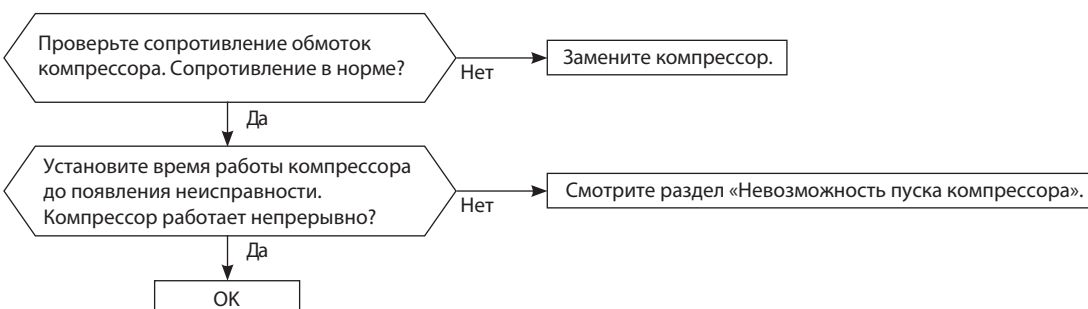 Проверьте сопротивление обмоток
компрессора. Сопротивление в норме?
Нет
Замените компрессор.
Да
Установите время работы компрессора
до появления неисправности.
Компрессор работает непрерывно?
Нет
Смотрите раздел «Невозможность пуска компрессора».
Да
OK